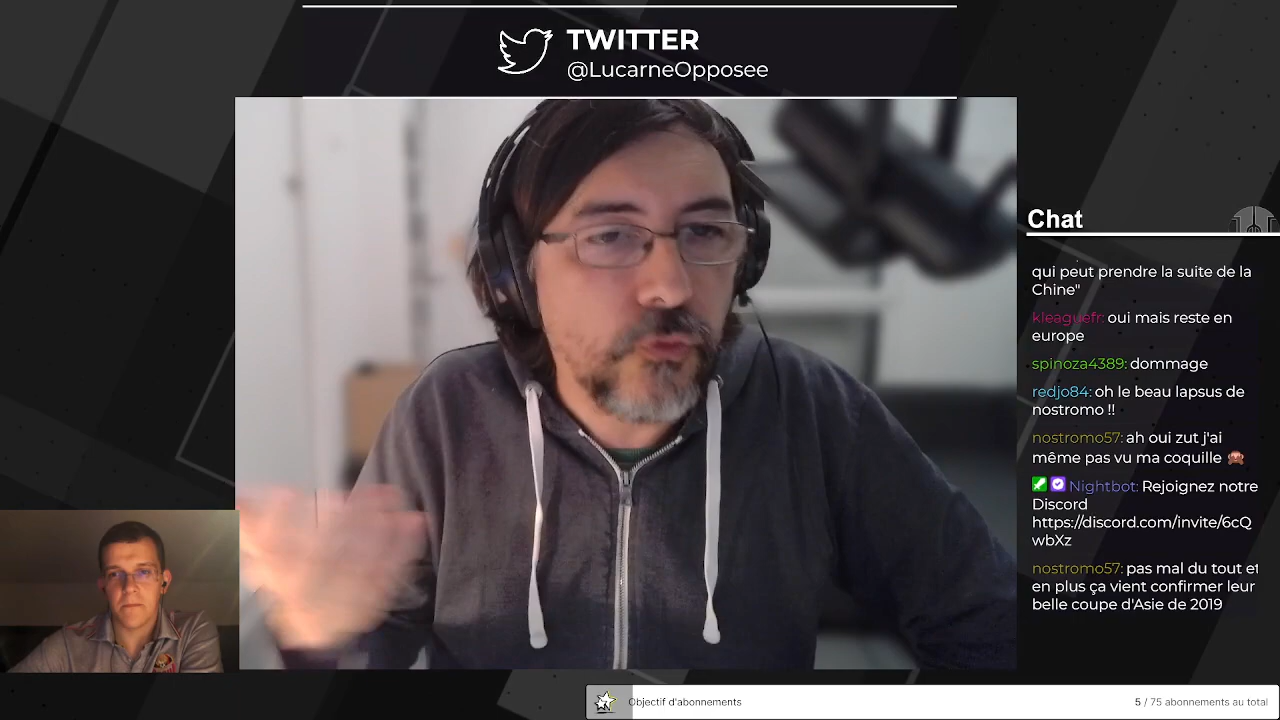 TWITTER
@LucarneOpposee
Chat
qui peut prendre la suite de la
Chine"
kleaguefr: oui mais reste en
europe
spinoza4389: dommage
redjo84: oh le beau lapsus de
nostromo !!
nostromo57: ah oui zut j'ai
même pas vu ma coquille 🙈
Nightbot: Rejoignez notre
Discord
https://discord.com/invite/6cQ
wbXz
nostromo57: pas mal du tout et
en plus ça vient confirmer leur
belle coupe d'Asie de 2019
Objectif d'abonnements
5 / 75 abonnements au total